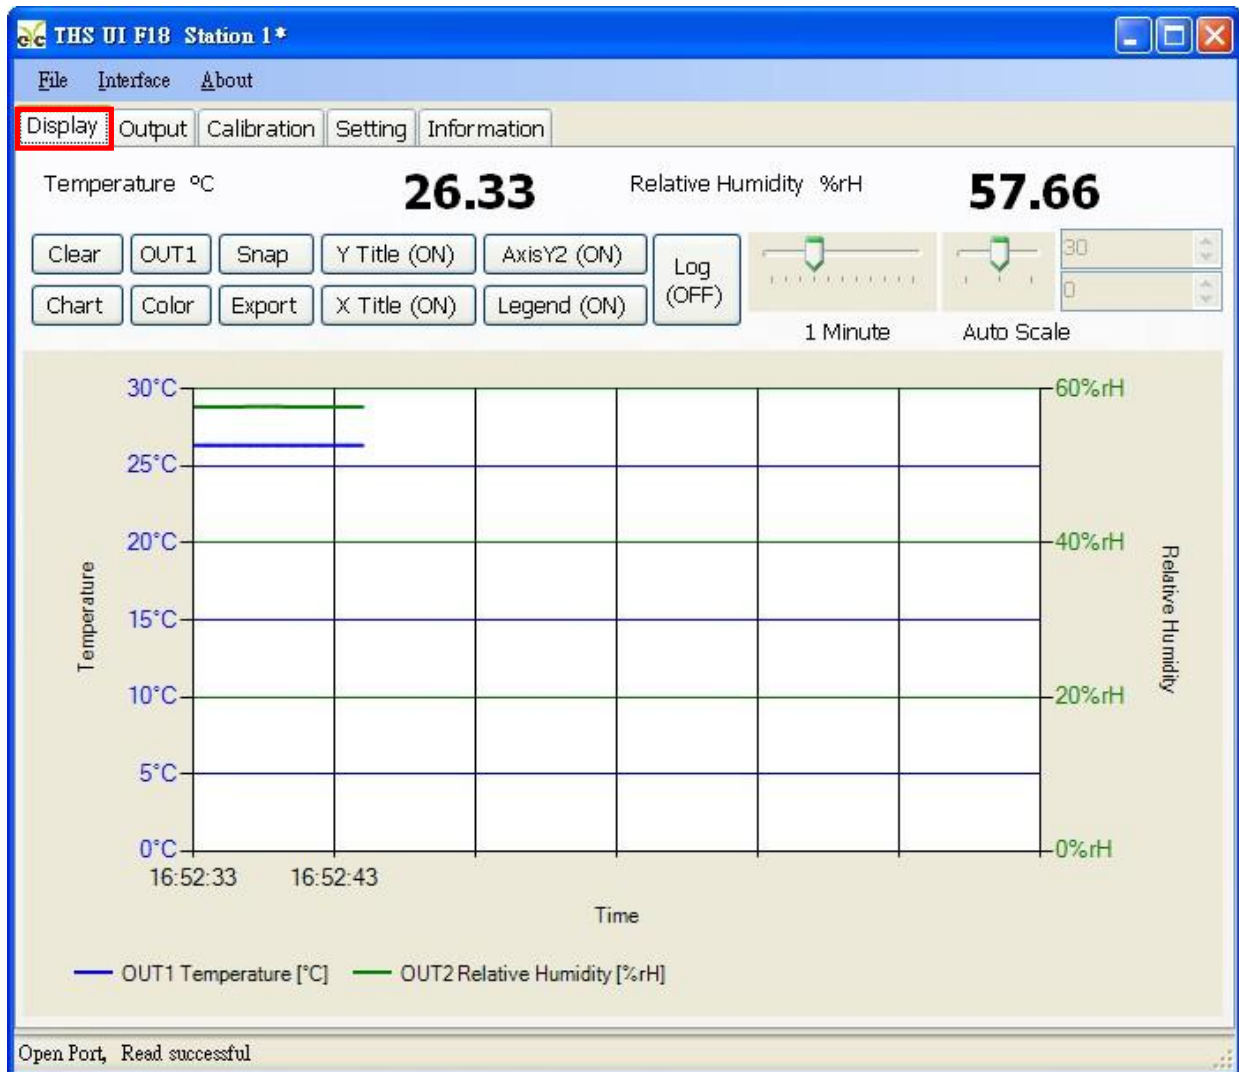 THS UI F18 Station 1*
File Interface About
Display Output Calibration Setting Information
Temperature °C 26.33 Relative Humidity %rH 57.66
Clear OUT1 Snap Y Title (ON) AxisY2 (ON) Log (OFF) 30
Chart Color Export X Title (ON) Legend (ON) 0
1 Minute Auto Scale
30°C 60%rH
25°C
20°C 40%rH
15°C
10°C 20%rH
5°C
0°C 0%rH
Temperature
Relative Humidity
16:52:33 16:52:43
Time
OUT1 Temperature [°C] OUT2 Relative Humidity [%rH]
Open Port, Read successful